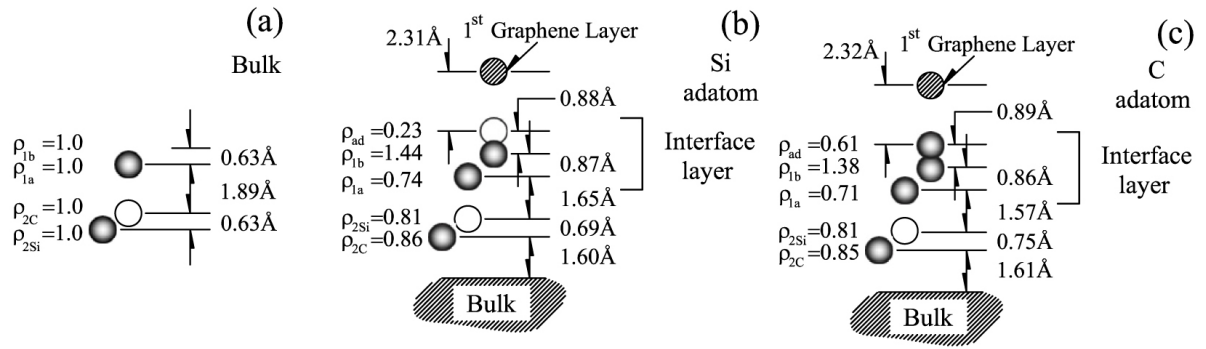 (a)
Bulk
ρ1b=1.0
ρ1a=1.0
0.63Å
1.89Å
ρ2C=1.0
ρ2Si=1.0
0.63Å
(b)
1st Graphene Layer
2.31Å
Si
adatom
0.88Å
ρad=0.23
ρ1b=1.44
ρ1a=0.74
0.87Å
Interface
layer
1.65Å
ρ2Si=0.81
ρ2C=0.86
0.69Å
1.60Å
Bulk
(c)
1st Graphene Layer
2.32Å
C
adatom
0.89Å
ρad=0.61
ρ1b=1.38
ρ1a=0.71
0.86Å
Interface
layer
1.57Å
ρ2Si=0.81
ρ2C=0.85
0.75Å
1.61Å
Bulk